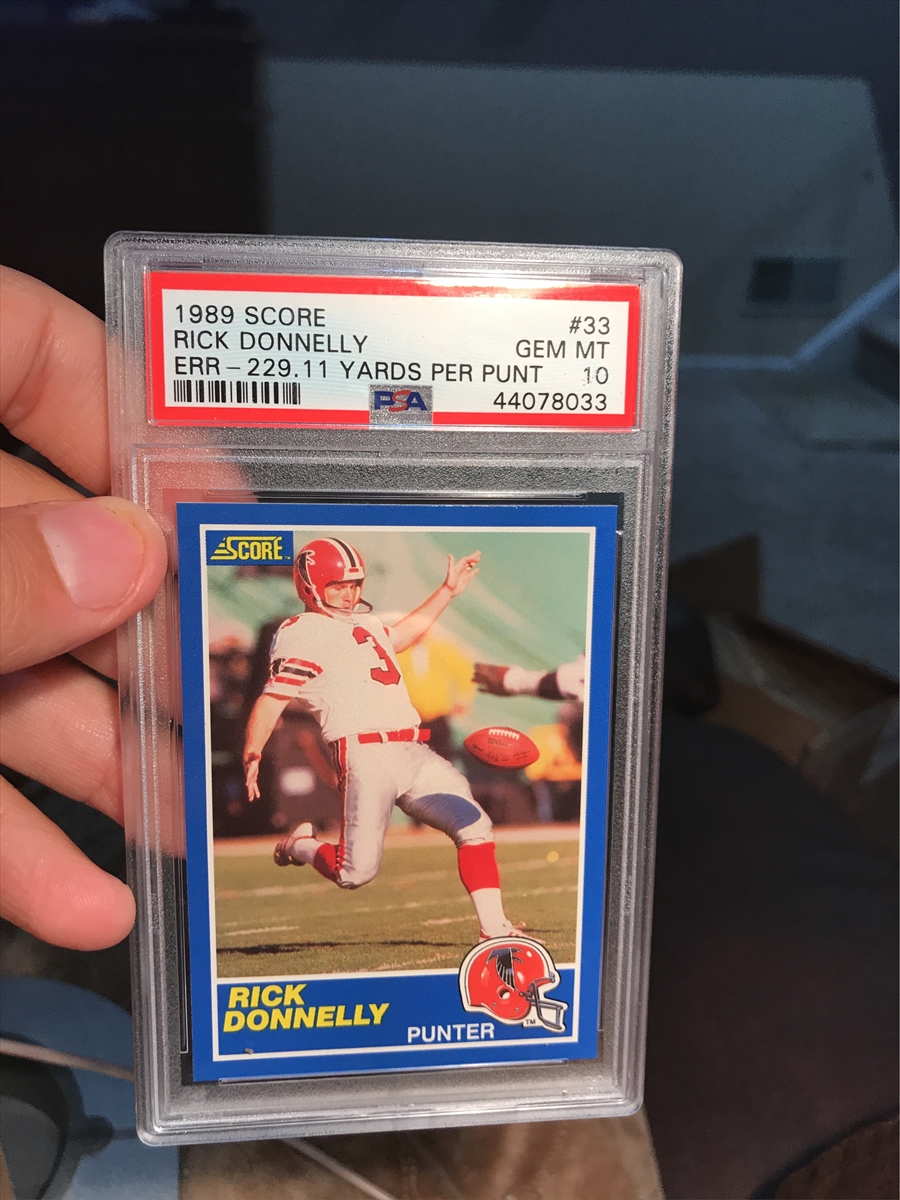 1989 SCORE #33
RICK DONNELLY GEM MT
ERR - 229.11 YARDS PER PUNT 10
PSA 44078033
SCORE
3
RICK
DONNELLY
PUNTER
TM